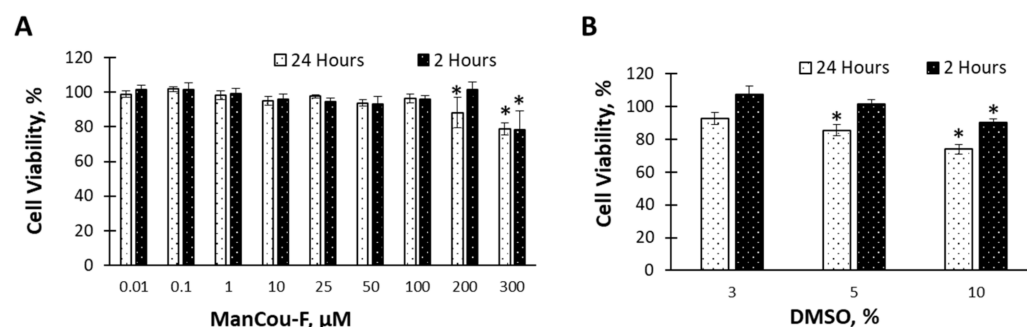 A
B
120
100
80
60
40
20
0
Cell Viability, %
24 Hours 2 Hours
* * *
0.01 0.1 1 10 25 50 100 200 300
ManCou-F, µM
120
100
80
60
40
20
0
Cell Viability, %
24 Hours 2 Hours
* * *
3 5 10
DMSO, %